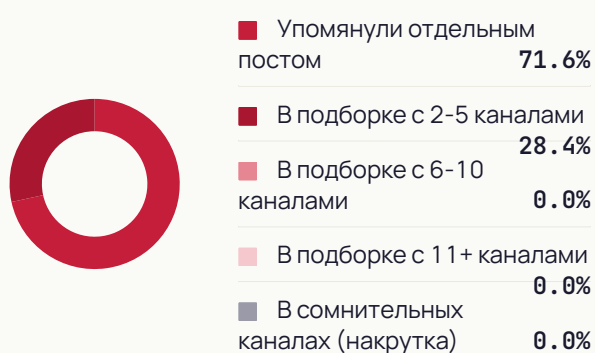 Упомянули отдельным
постом 71.6%
В подборке с 2-5 каналами
28.4%
В подборке с 6-10
каналами 0.0%
В подборке с 11+ каналами
0.0%
В сомнительных
каналах (накрутка) 0.0%